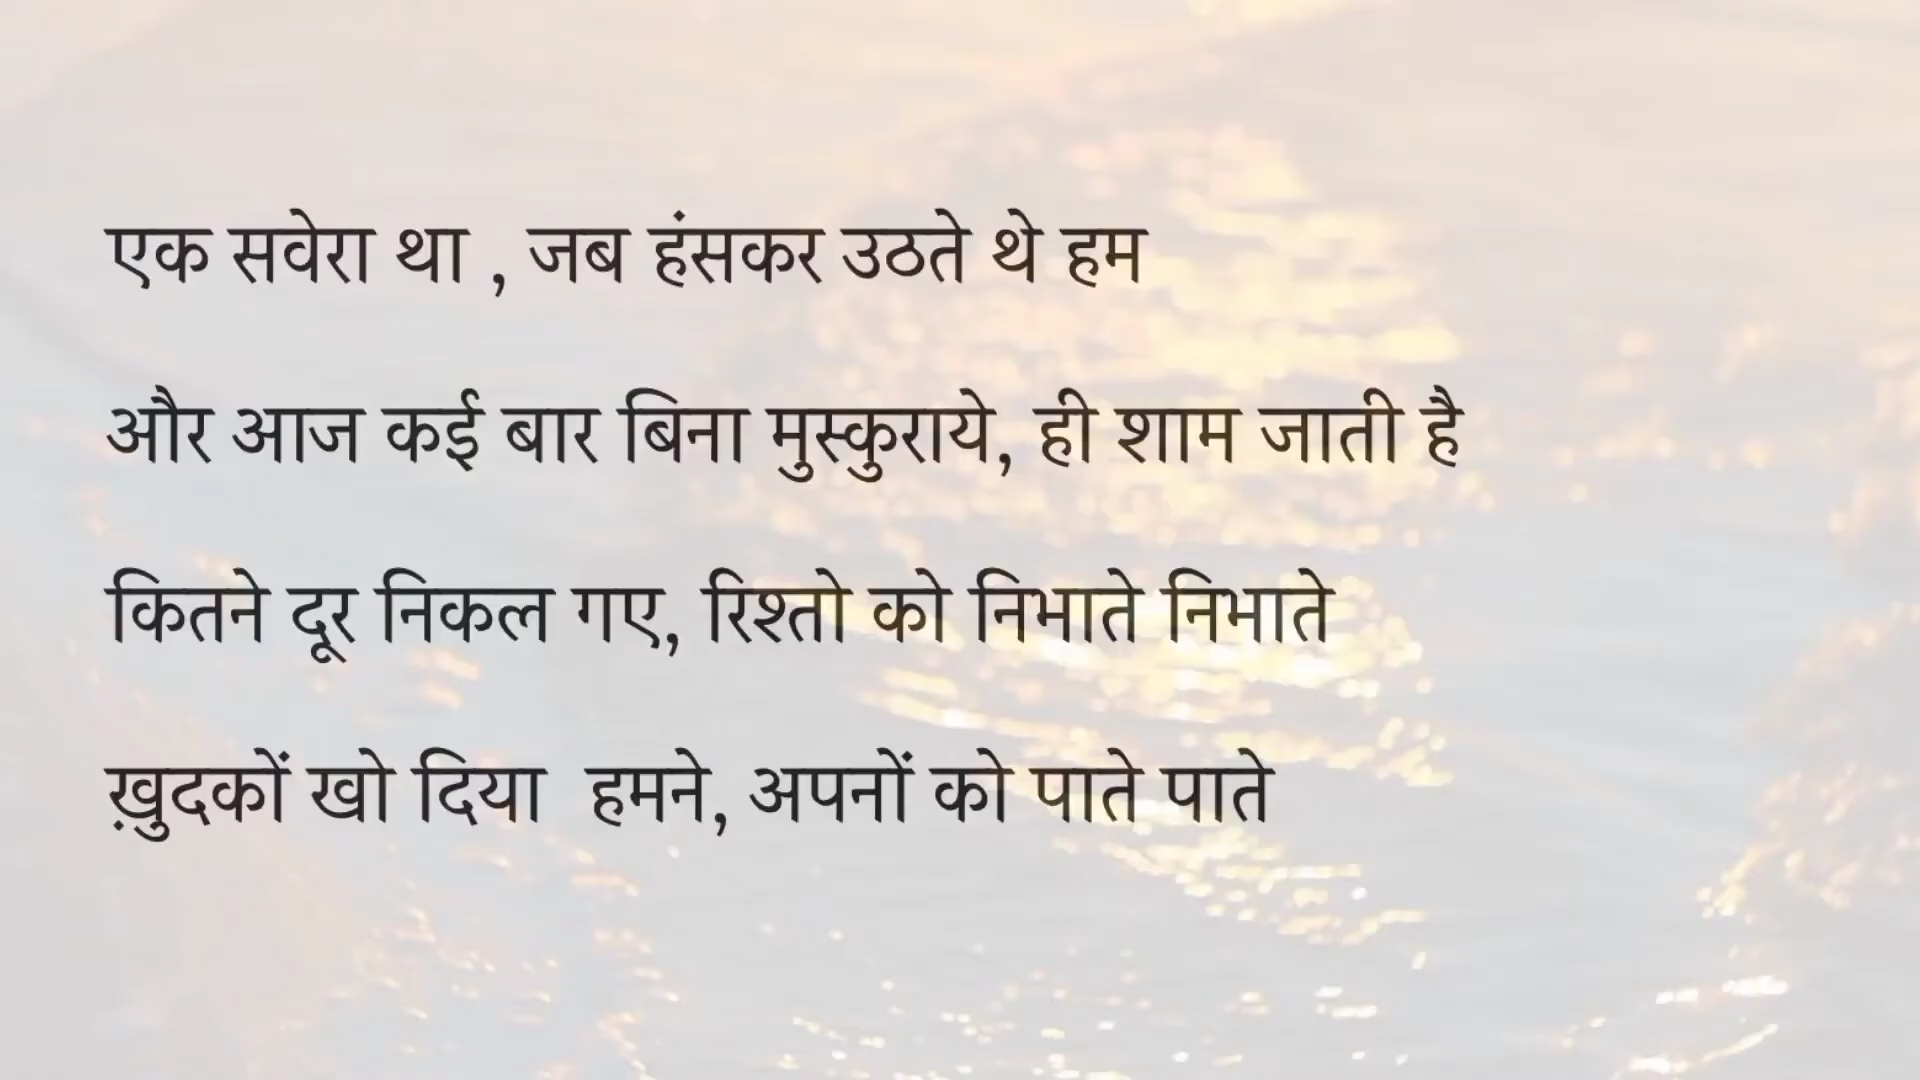 एक सवेरा था , जब हंसकर उठते थे हम
और आज कई बार बिना मुस्कुराये, ही शाम जाती है
कितने दूर निकल गए, रिश्तो को निभाते निभाते
ख़ुदकों खो दिया  हमने, अपनों को पाते पाते